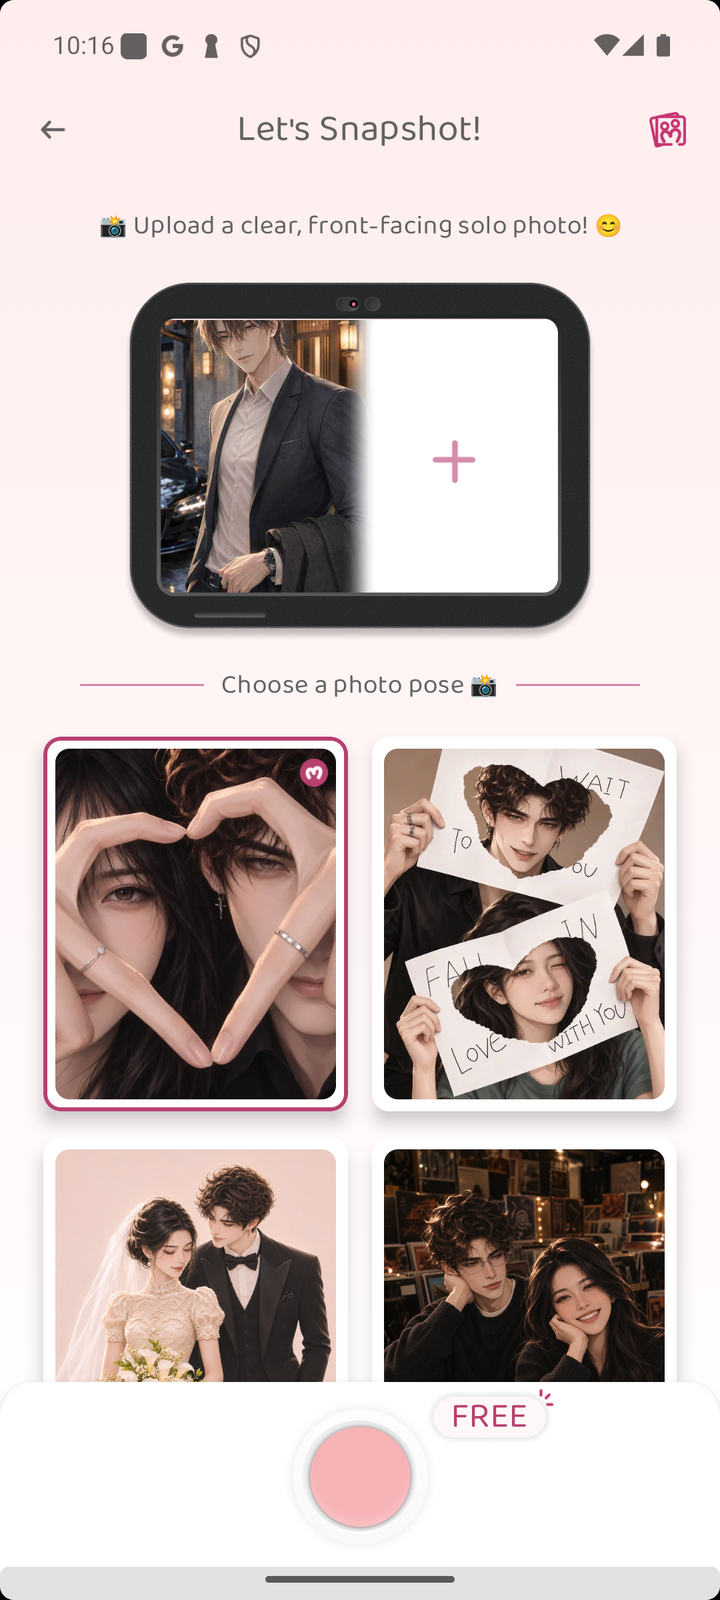 10:16
Let's Snapshot!
📸 Upload a clear, front-facing solo photo! 😊
Choose a photo pose 📸
WAIT
TO
OU
FALL IN
LOVE WITH YOU
FREE